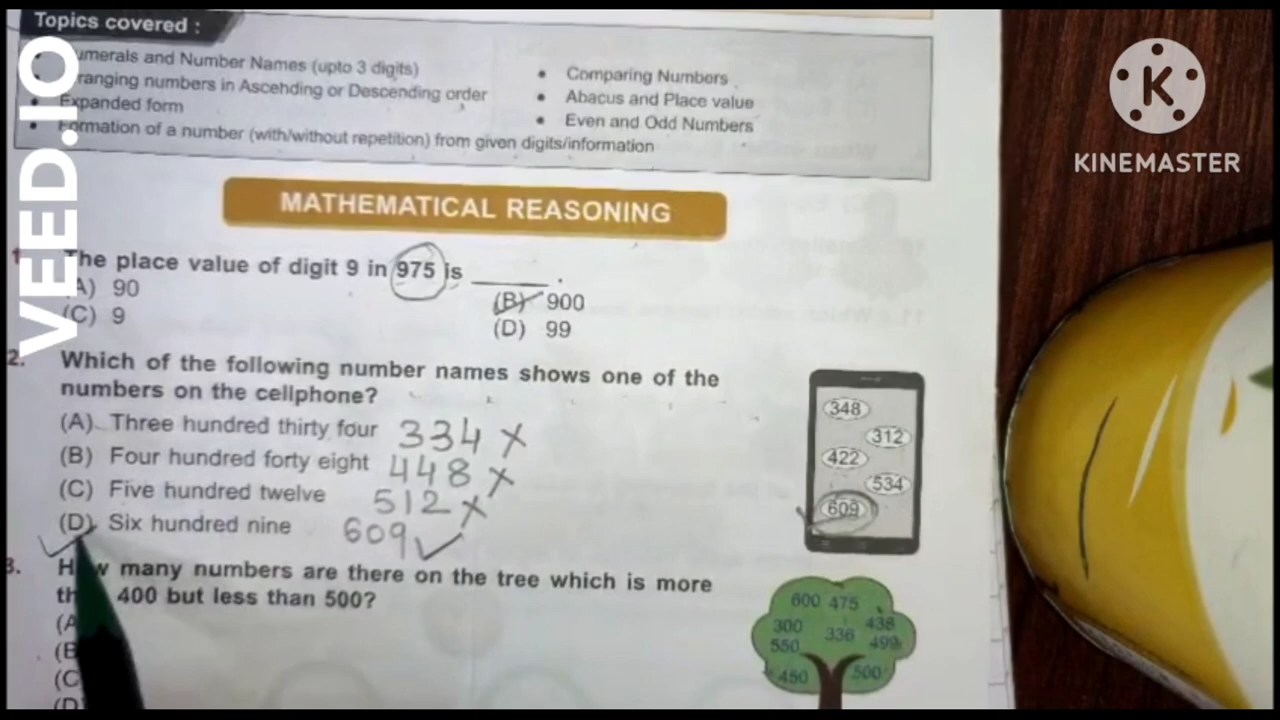 Topics covered :
umerals and Number Names (upto 3 digits)
ranging numbers in Ascending or Descending order
Expanded form
Formation of a number (with/without repetition) from given digits/information
Comparing Numbers
Abacus and Place value
Even and Odd Numbers
VEED.IO
K
KINEMASTER
MATHEMATICAL REASONING
1 The place value of digit 9 in 975 is ______.
A) 90
(B) 900
(C) 9
(D) 99
2. Which of the following number names shows one of the
numbers on the cellphone?
(A) Three hundred thirty four 334 ×
(B) Four hundred forty eight 448 ×
(C) Five hundred twelve 512 ×
(D) Six hundred nine 609 ✓
348
312
422
534
609
3. H w many numbers are there on the tree which is more
th 400 but less than 500?
(A
(B
(C
(D
600 475
300 336 438
550 499
450 500